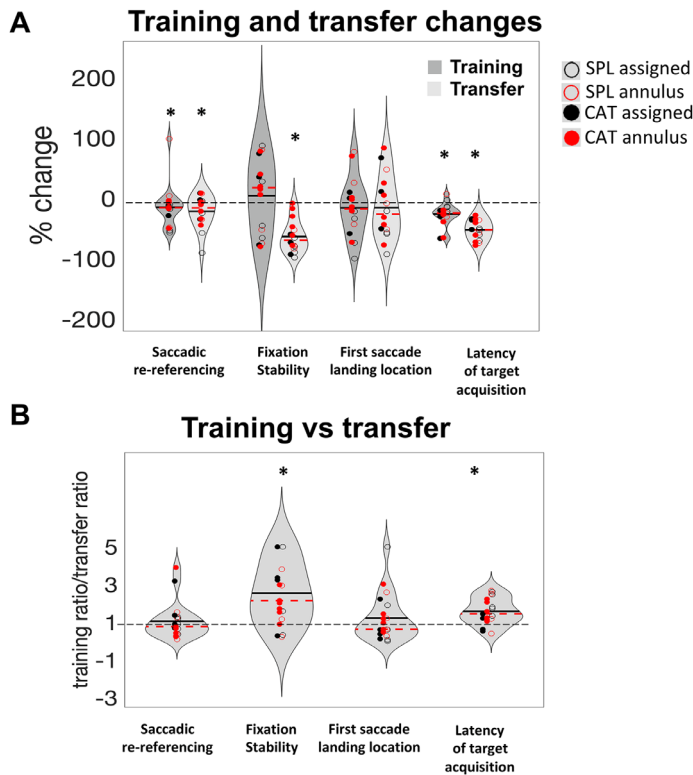 A
Training and transfer changes
Training
Transfer
SPL assigned
SPL annulus
CAT assigned
CAT annulus
% change
200
100
0
-100
-200
* * * * *
Saccadic
re-referencing
Fixation
Stability
First saccade
landing location
Latency
of target
acquisition
B
Training vs transfer
training ratio/transfer ratio
5
3
1
-1
-3
* *
Saccadic
re-referencing
Fixation
Stability
First saccade
landing location
Latency
of target
acquisition